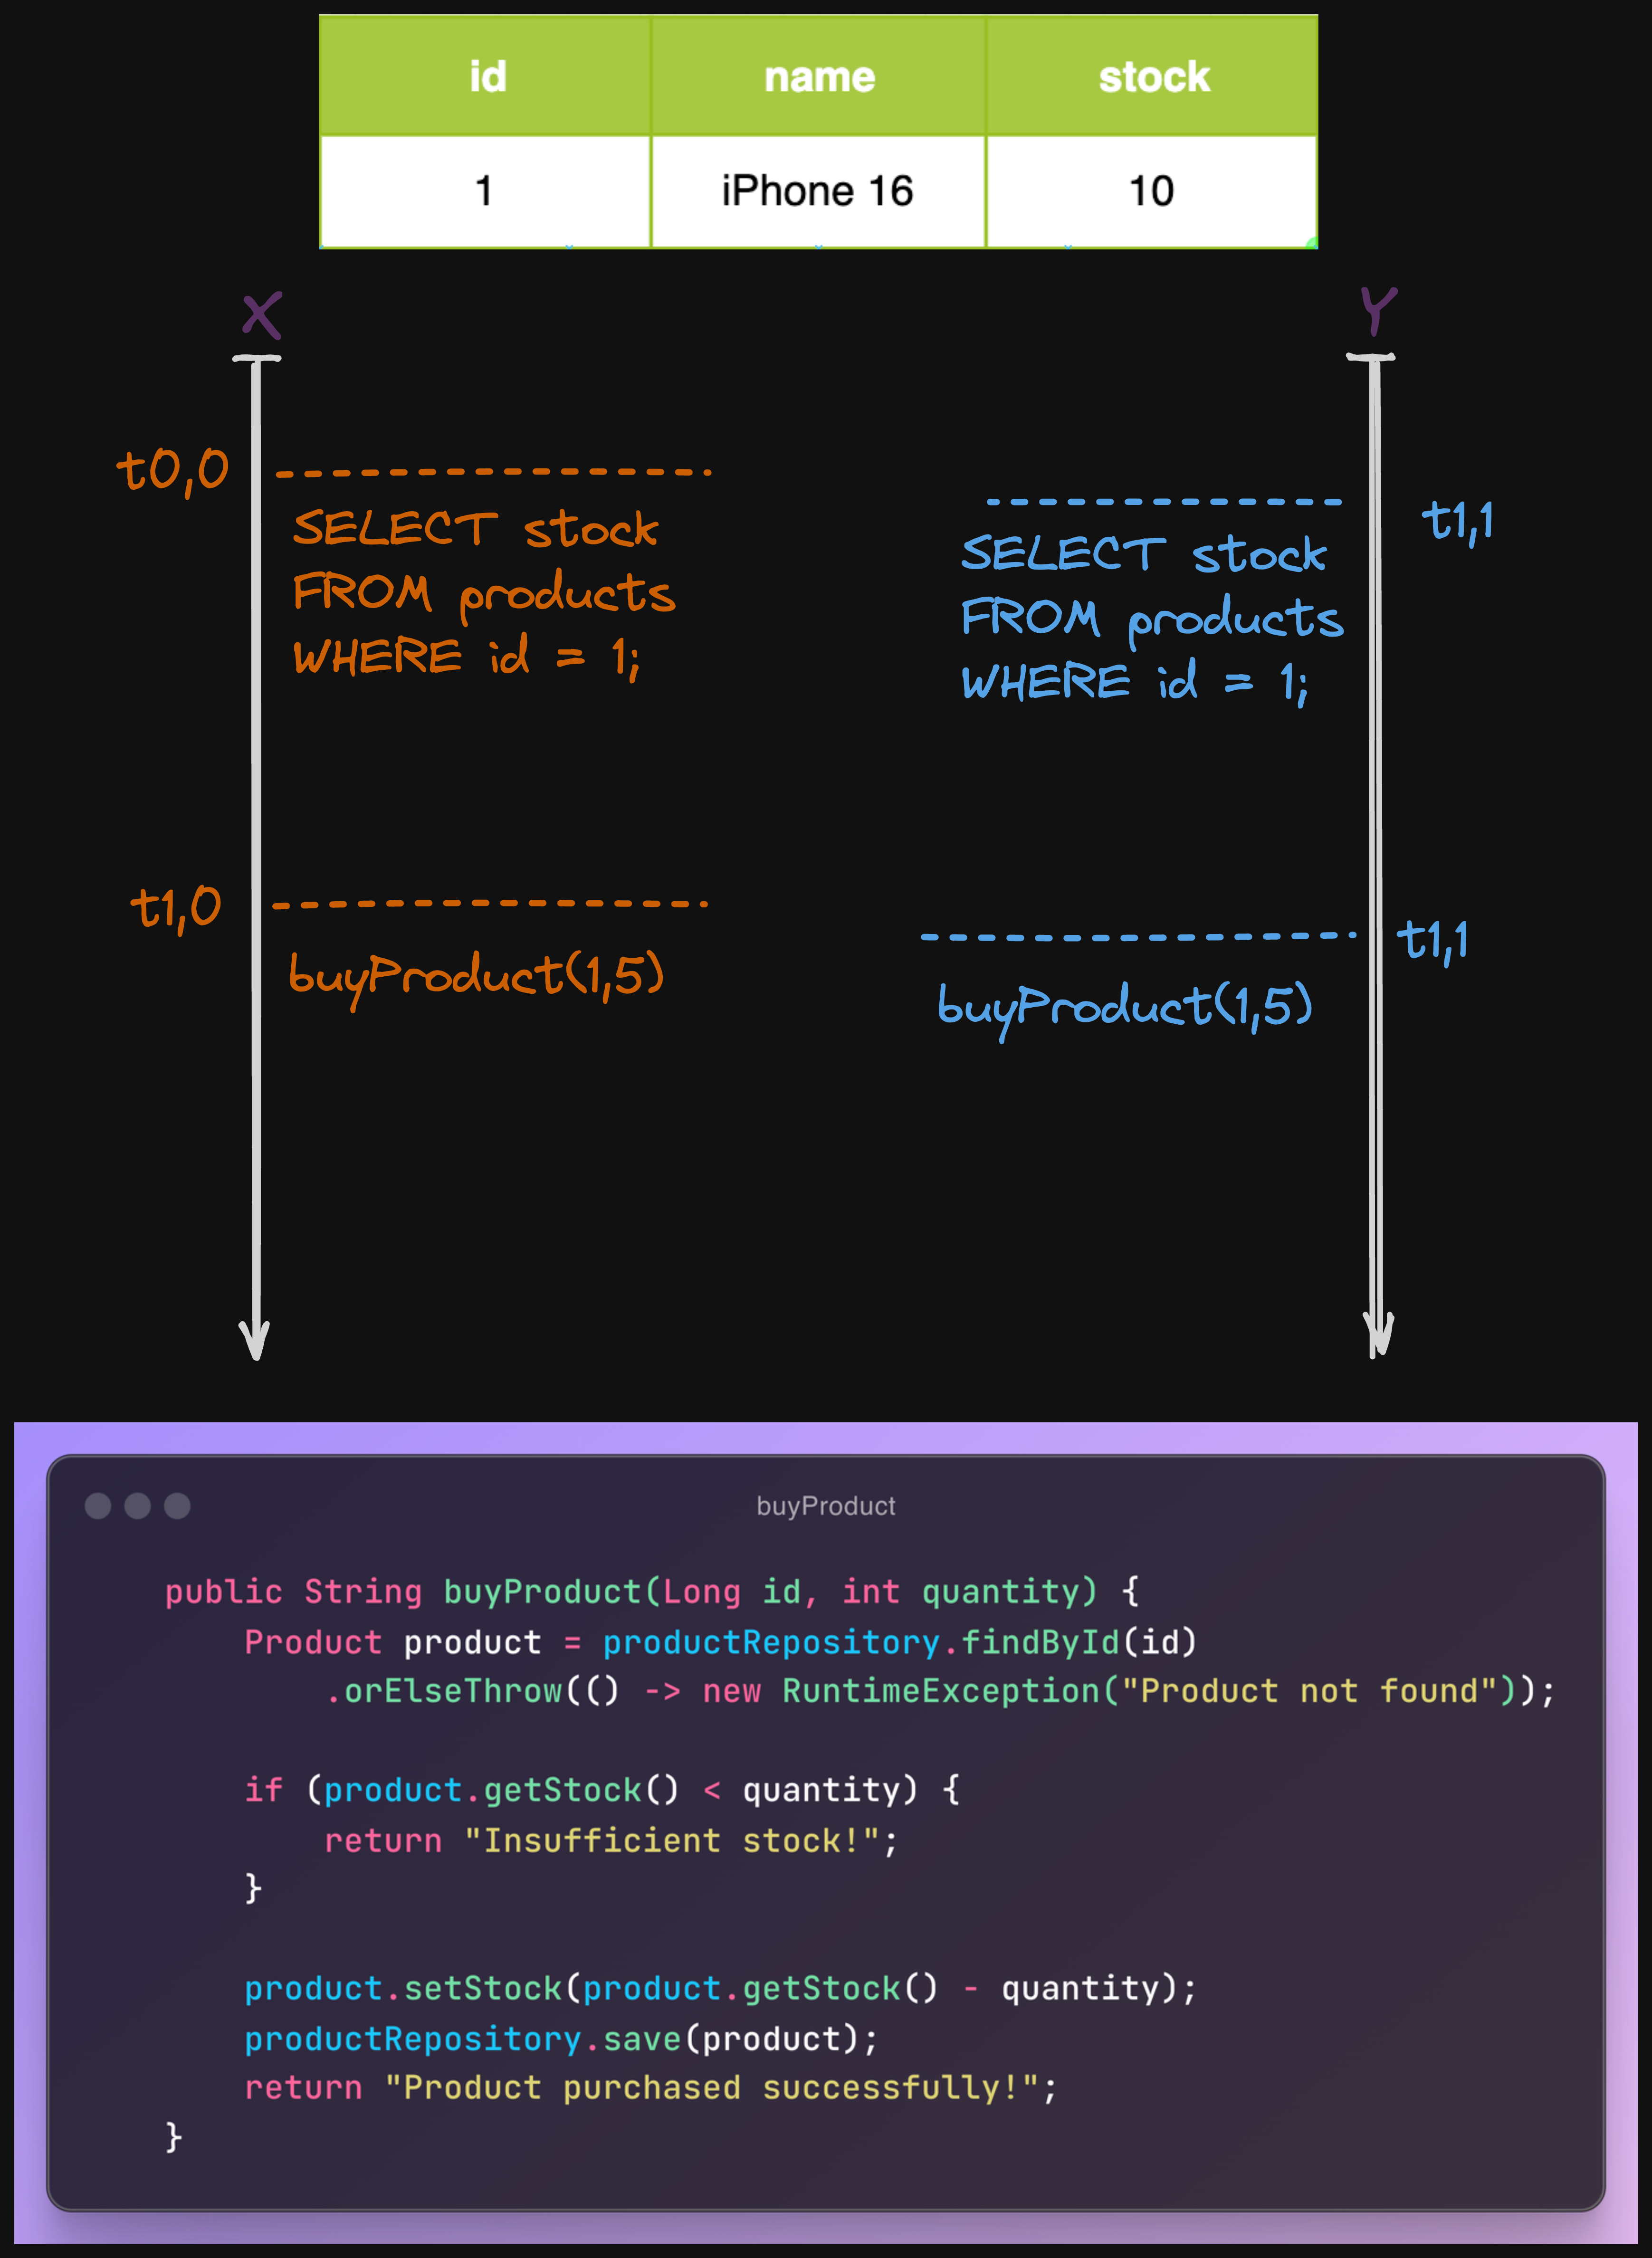 id name stock
1 iPhone 16 10
X
Y
t0,0
SELECT stock
FROM products
WHERE id = 1;
t1,1
SELECT stock
FROM products
WHERE id = 1;
t1,0
buyProduct(1,5)
t1,1
buyProduct(1,5)
buyProduct
public String buyProduct(Long id, int quantity) {
    Product product = productRepository.findById(id)
        .orElseThrow(() -> new RuntimeException("Product not found"));
    if (product.getStock() < quantity) {
        return "Insufficient stock!";
    }
    product.setStock(product.getStock() - quantity);
    productRepository.save(product);
    return "Product purchased successfully!";
}